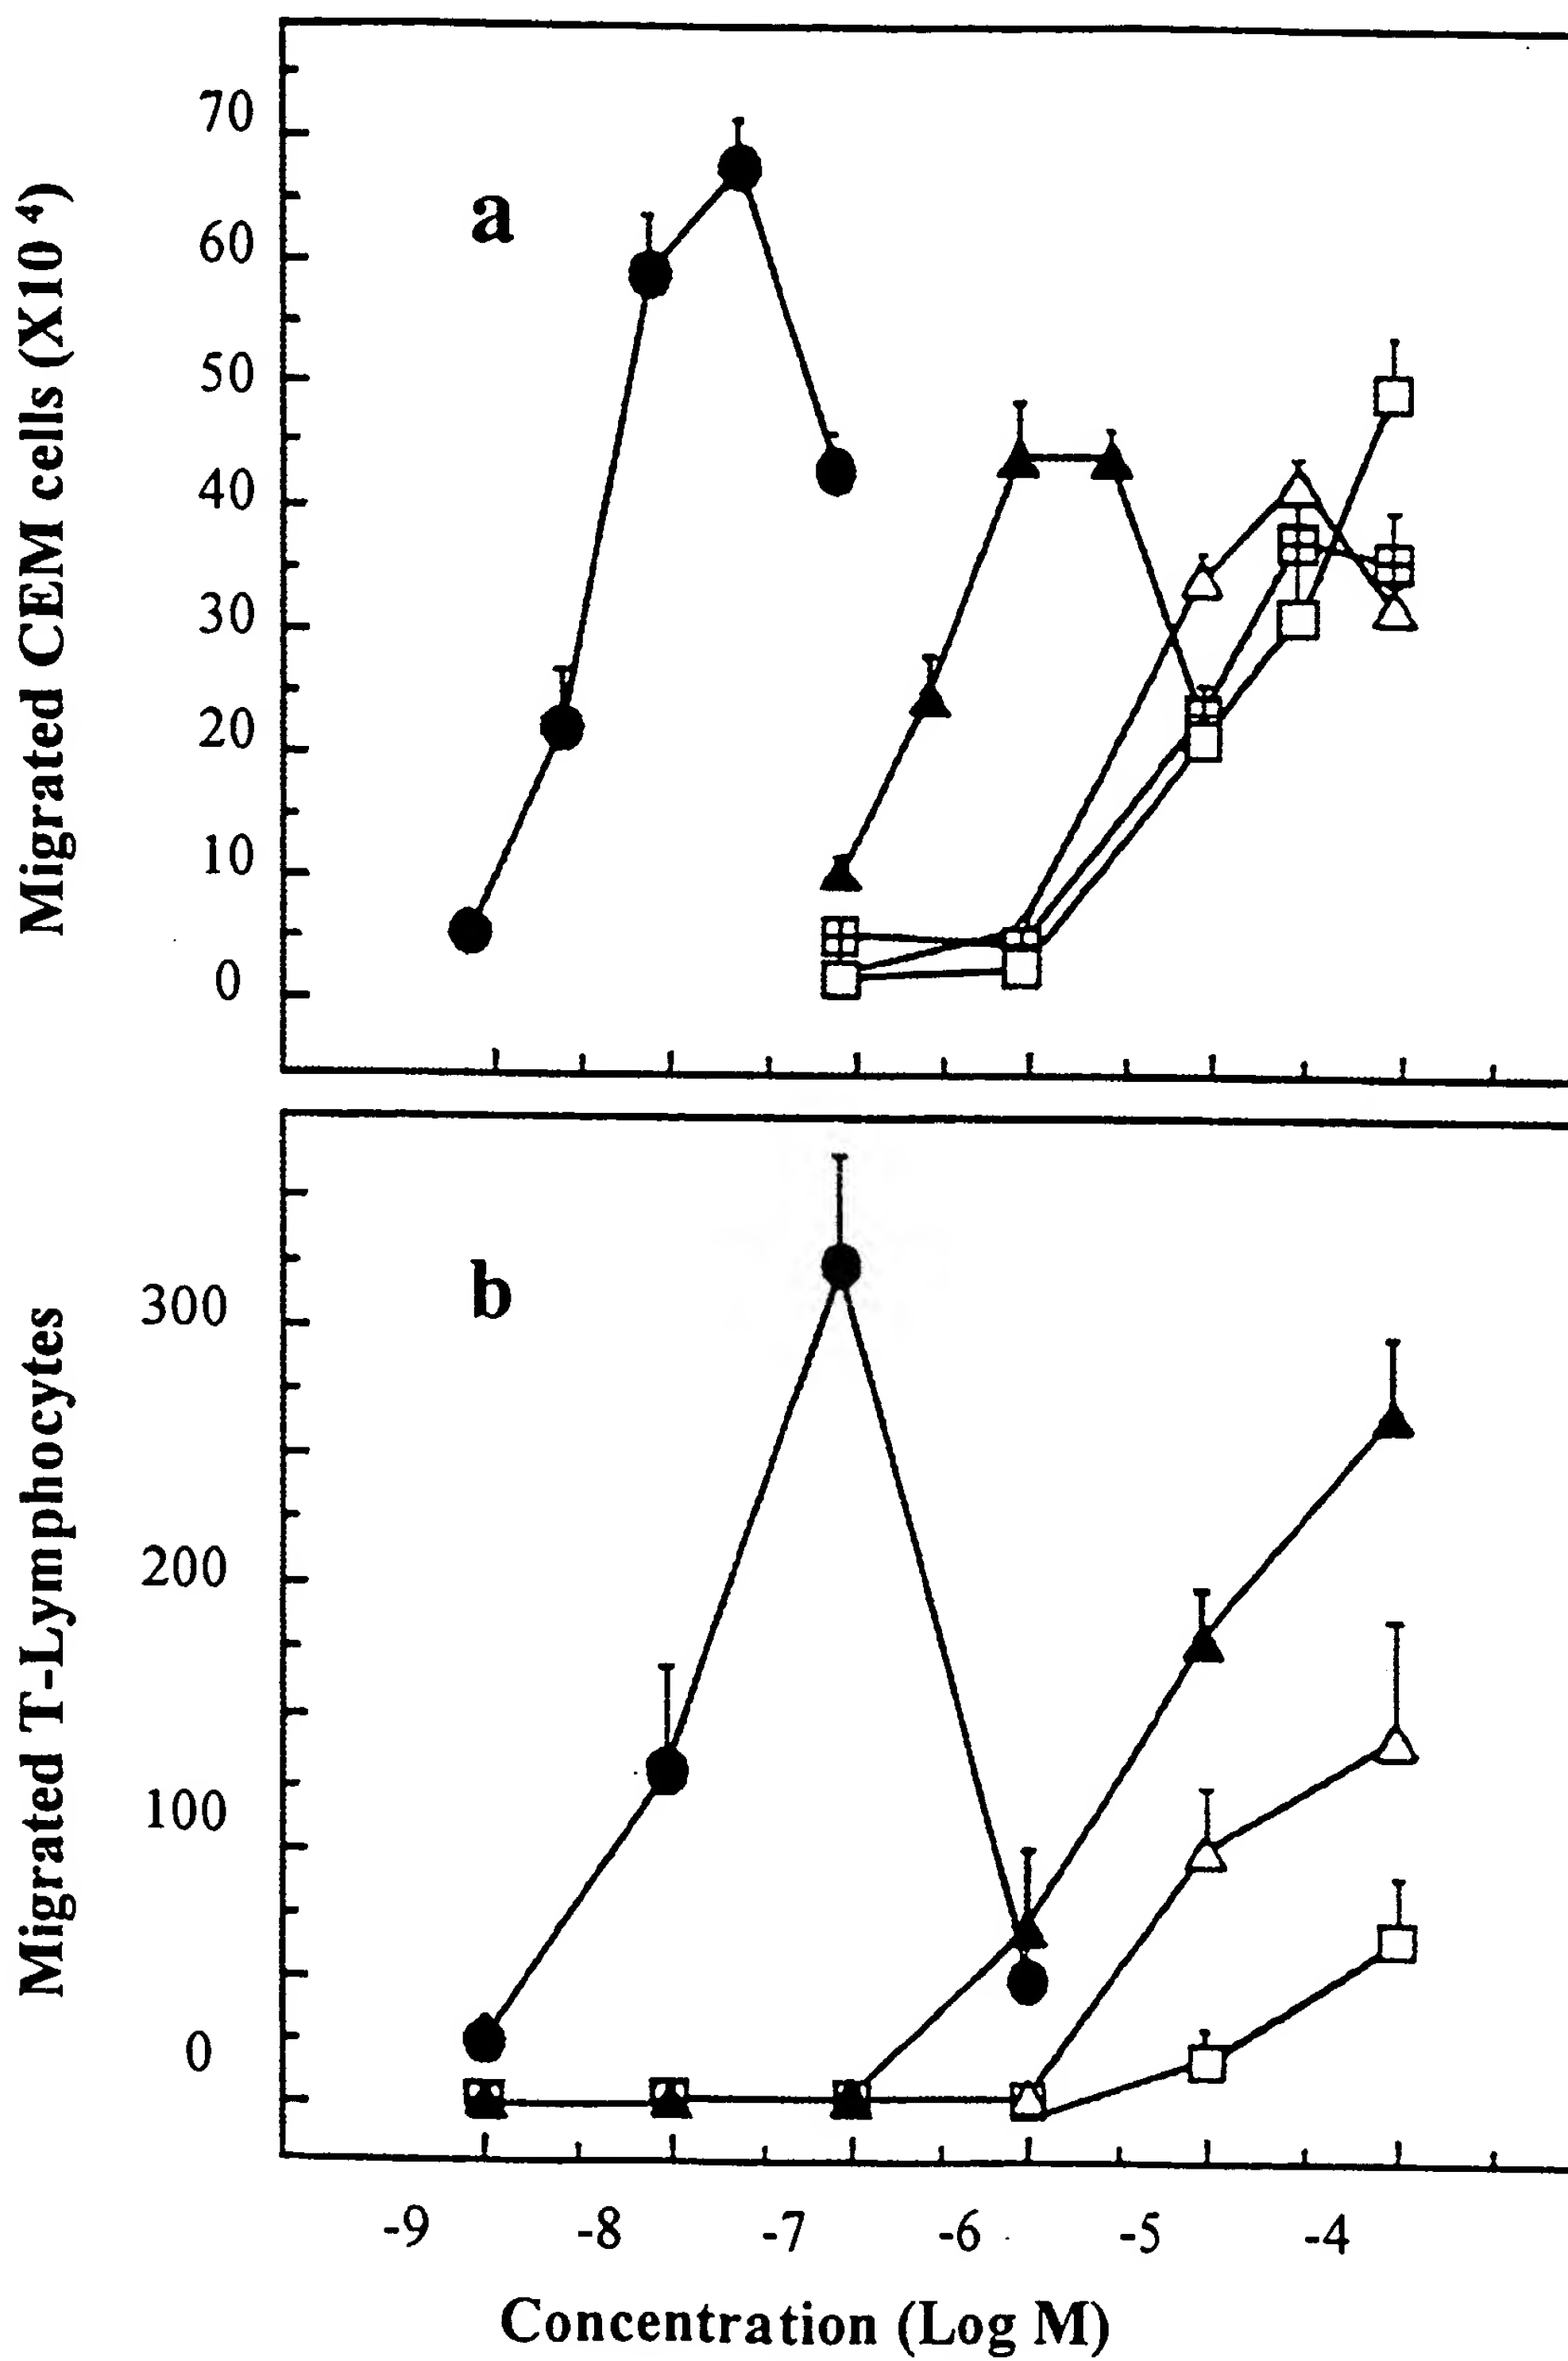 Migrated CEM cells (X10⁻⁴)
70
60
50
40
30
20
10
0
a
Migrated T-Lymphocytes
300
200
100
0
b
-9 -8 -7 -6 -5 -4
Concentration (Log M)